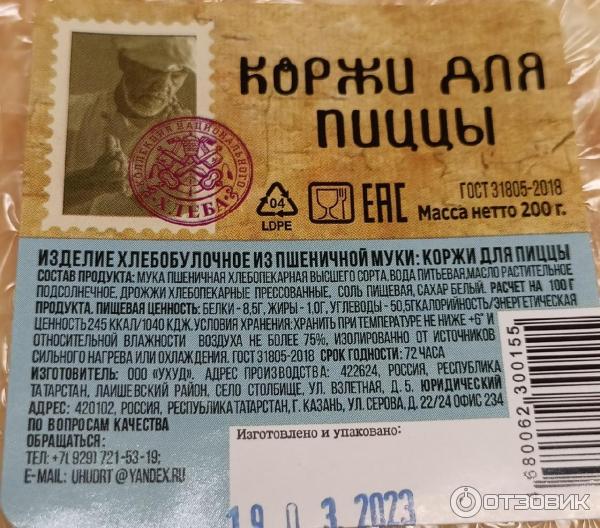 КОРЖИ ДЛЯ
ПИЦЦЫ
КОЛЛЕКЦИЯ НАЦИОНАЛЬНОГО
ХЛЕБА
04
LDPE
EAC
ГОСТ 31805-2018
Масса нетто 200 г.
ИЗДЕЛИЕ ХЛЕБОБУЛОЧНОЕ ИЗ ПШЕНИЧНОЙ МУКИ: КОРЖИ ДЛЯ ПИЦЦЫ
СОСТАВ ПРОДУКТА: МУКА ПШЕНИЧНАЯ ХЛЕБОПЕКАРНАЯ ВЫСШЕГО СОРТА, ВОДА ПИТЬЕВАЯ, МАСЛО РАСТИТЕЛЬНОЕ
ПОДСОЛНЕЧНОЕ, ДРОЖЖИ ХЛЕБОПЕКАРНЫЕ ПРЕССОВАННЫЕ, СОЛЬ ПИЩЕВАЯ, САХАР БЕЛЫЙ. РАСЧЕТ НА 100 Г
ПРОДУКТА. ПИЩЕВАЯ ЦЕННОСТЬ: БЕЛКИ - 8,5Г, ЖИРЫ - 1,0Г, УГЛЕВОДЫ - 50,5Г КАЛОРИЙНОСТЬ/ЭНЕРГЕТИЧЕСКАЯ
ЦЕННОСТЬ 245 ККАЛ/1040 КДЖ. УСЛОВИЯ ХРАНЕНИЯ: ХРАНИТЬ ПРИ ТЕМПЕРАТУРЕ НЕ НИЖЕ +6° И
ОТНОСИТЕЛЬНОЙ ВЛАЖНОСТИ ВОЗДУХА НЕ БОЛЕЕ 75%, ИЗОЛИРОВАННО ОТ ИСТОЧНИКОВ
СИЛЬНОГО НАГРЕВА ИЛИ ОХЛАЖДЕНИЯ. ГОСТ 31805-2018 СРОК ГОДНОСТИ: 72 ЧАСА
ИЗГОТОВИТЕЛЬ: ООО «УХУД», АДРЕС ПРОИЗВОДСТВА: 422624, РОССИЯ, РЕСПУБЛИКА
ТАТАРСТАН, ЛАИШЕВСКИЙ РАЙОН, СЕЛО СТОЛБИЩЕ, УЛ. ВЗЛЕТНАЯ, Д. 5. ЮРИДИЧЕСКИЙ
АДРЕС: 420102, РОССИЯ, РЕСПУБЛИКА ТАТАРСТАН, Г. КАЗАНЬ, УЛ. СЕРОВА, Д. 22/24 ОФИС 234
ПО ВОПРОСАМ КАЧЕСТВА
ОБРАЩАТЬСЯ:
ТЕЛ: +7( 929) 721-53-19;
E-MAIL: UHUDRT @YANDEX.RU
Изготовлено и упаковано:
19 0 3. 2023
680062 300155
ОТЗОВИК